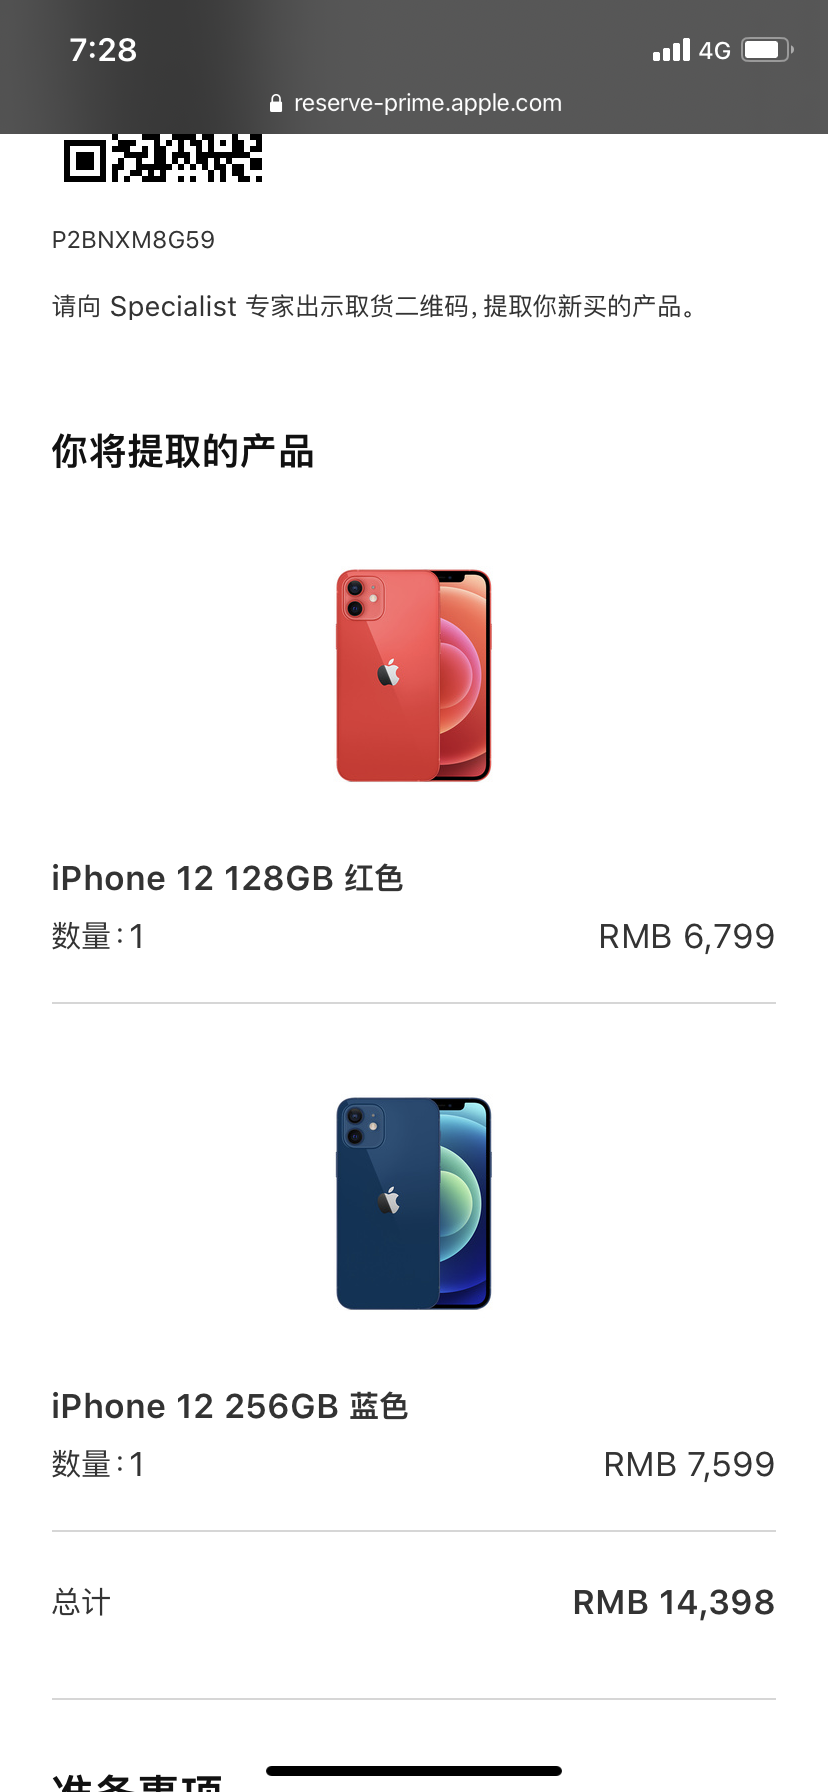 7:28
4G
reserve-prime.apple.com
P2BNXM8G59
请向 Specialist 专家出示取货二维码，提取你新买的产品。
你将提取的产品
iPhone 12 128GB 红色
数量：1
RMB 6,799
iPhone 12 256GB 蓝色
数量：1
RMB 7,599
总计
RMB 14,398
准备事项